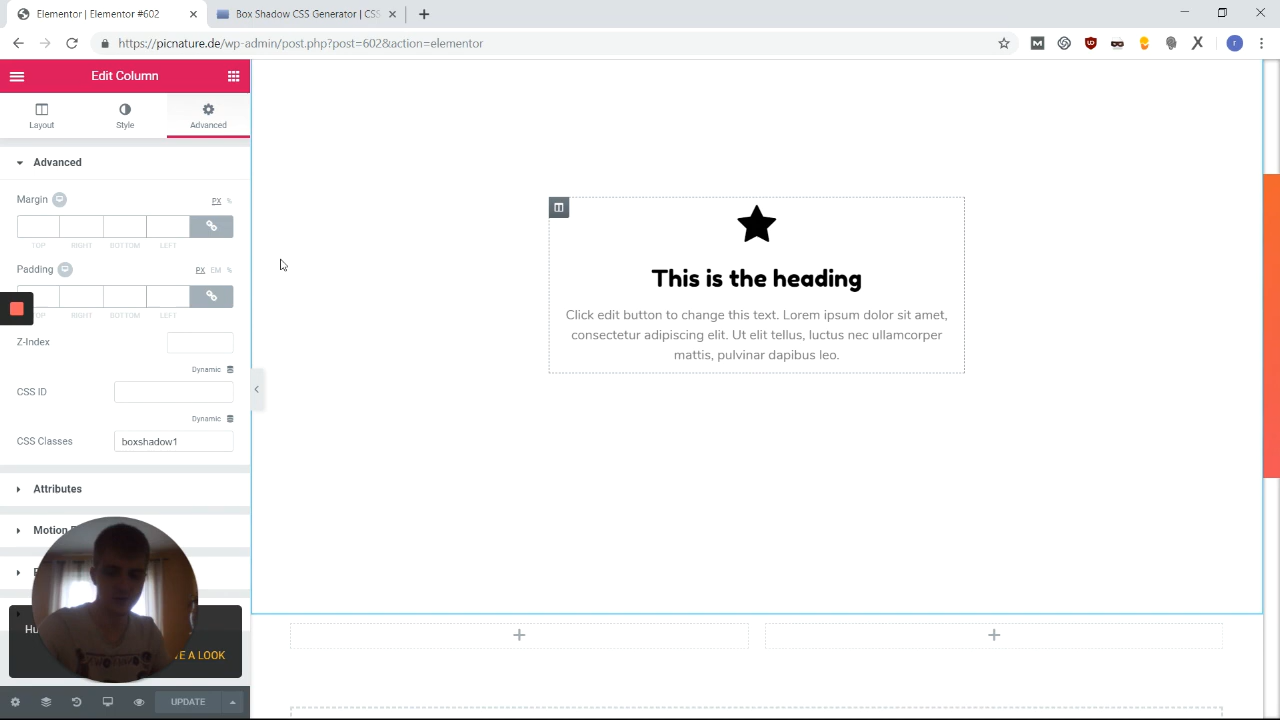 Elementor | Elementor #602
Box Shadow CSS Generator | CSS
https://picnature.de/wp-admin/post.php?post=602&action=elementor
Edit Column
Layout
Style
Advanced
Advanced
Margin
PX %
TOP RIGHT BOTTOM LEFT
Padding
PX EM %
RIGHT BOTTOM LEFT
Z-Index
Dynamic
CSS ID
Dynamic
CSS Classes
boxshadow1
Attributes
Motion
UPDATE
E A LOOK
This is the heading
Click edit button to change this text. Lorem ipsum dolor sit amet,
consectetur adipiscing elit. Ut elit tellus, luctus nec ullamcorper
mattis, pulvinar dapibus leo.